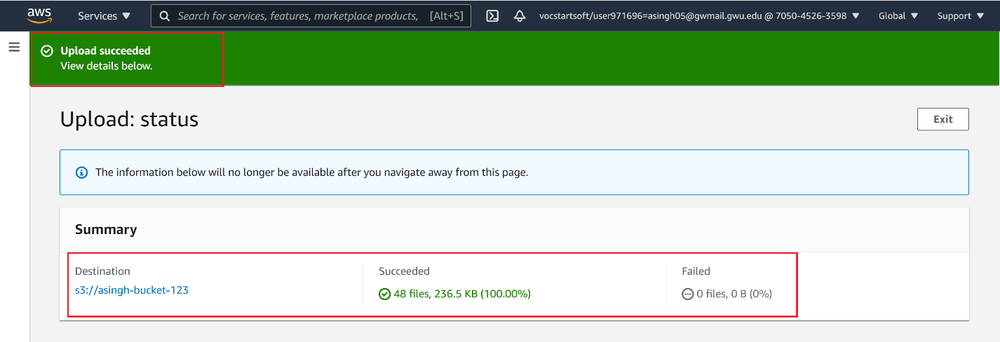 aws Services Search for services, features, marketplace products, [Alt+S] vocstartsoft/user971696=asingh05@gwmail.gwu.edu @ 7050-4526-3598 Global Support
Upload succeeded
View details below.
Upload: status Exit
The information below will no longer be available after you navigate away from this page.
Summary
Destination Succeeded Failed
s3://asingh-bucket-123 48 files, 236.5 KB (100.00%) 0 files, 0 B (0%)